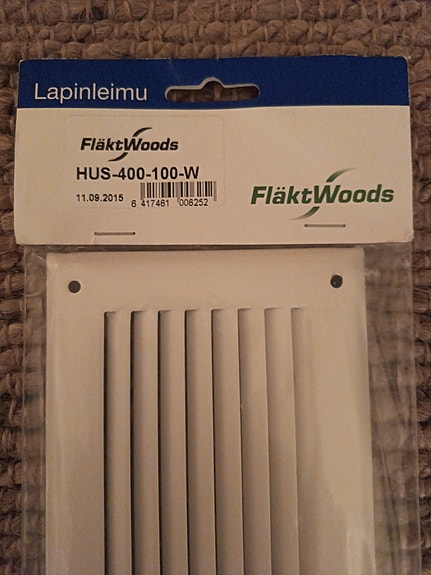 Lapinleimu
FläktWoods
HUS-400-100-W
11.09.2015
6 417461 006252
FläktWoods